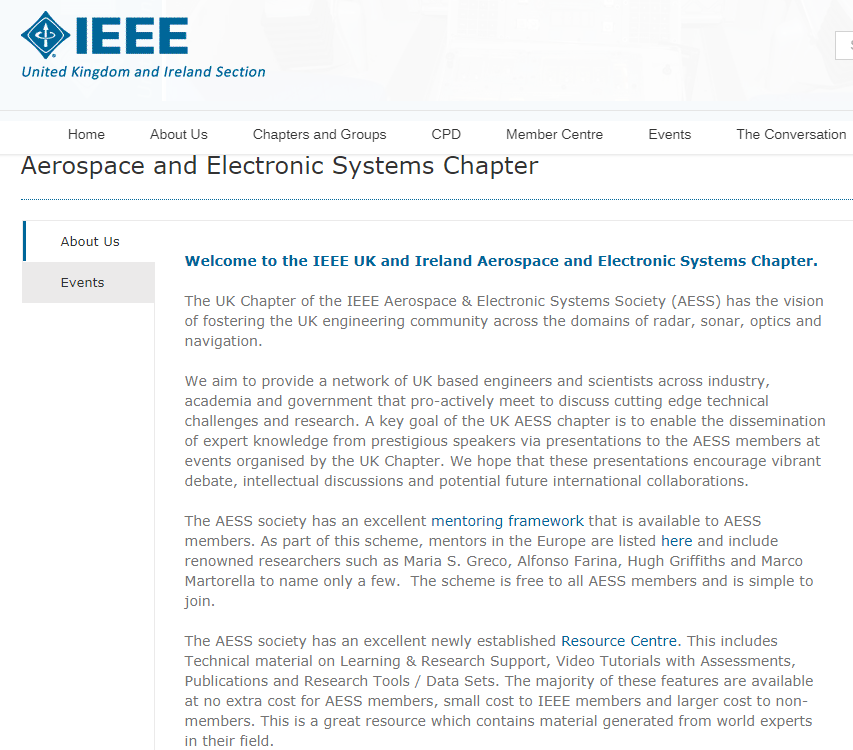 IEEE
United Kingdom and Ireland Section
S
Home About Us Chapters and Groups CPD Member Centre Events The Conversation
Aerospace and Electronic Systems Chapter
About Us
Events
Welcome to the IEEE UK and Ireland Aerospace and Electronic Systems Chapter.
The UK Chapter of the IEEE Aerospace & Electronic Systems Society (AESS) has the vision
of fostering the UK engineering community across the domains of radar, sonar, optics and
navigation.
We aim to provide a network of UK based engineers and scientists across industry,
academia and government that pro-actively meet to discuss cutting edge technical
challenges and research. A key goal of the UK AESS chapter is to enable the dissemination
of expert knowledge from prestigious speakers via presentations to the AESS members at
events organised by the UK Chapter. We hope that these presentations encourage vibrant
debate, intellectual discussions and potential future international collaborations.
The AESS society has an excellent mentoring framework that is available to AESS
members. As part of this scheme, mentors in the Europe are listed here and include
renowned researchers such as Maria S. Greco, Alfonso Farina, Hugh Griffiths and Marco
Martorella to name only a few.  The scheme is free to all AESS members and is simple to
join.
The AESS society has an excellent newly established Resource Centre. This includes
Technical material on Learning & Research Support, Video Tutorials with Assessments,
Publications and Research Tools / Data Sets. The majority of these features are available
at no extra cost for AESS members, small cost to IEEE members and larger cost to non-
members. This is a great resource which contains material generated from world experts
in their field.